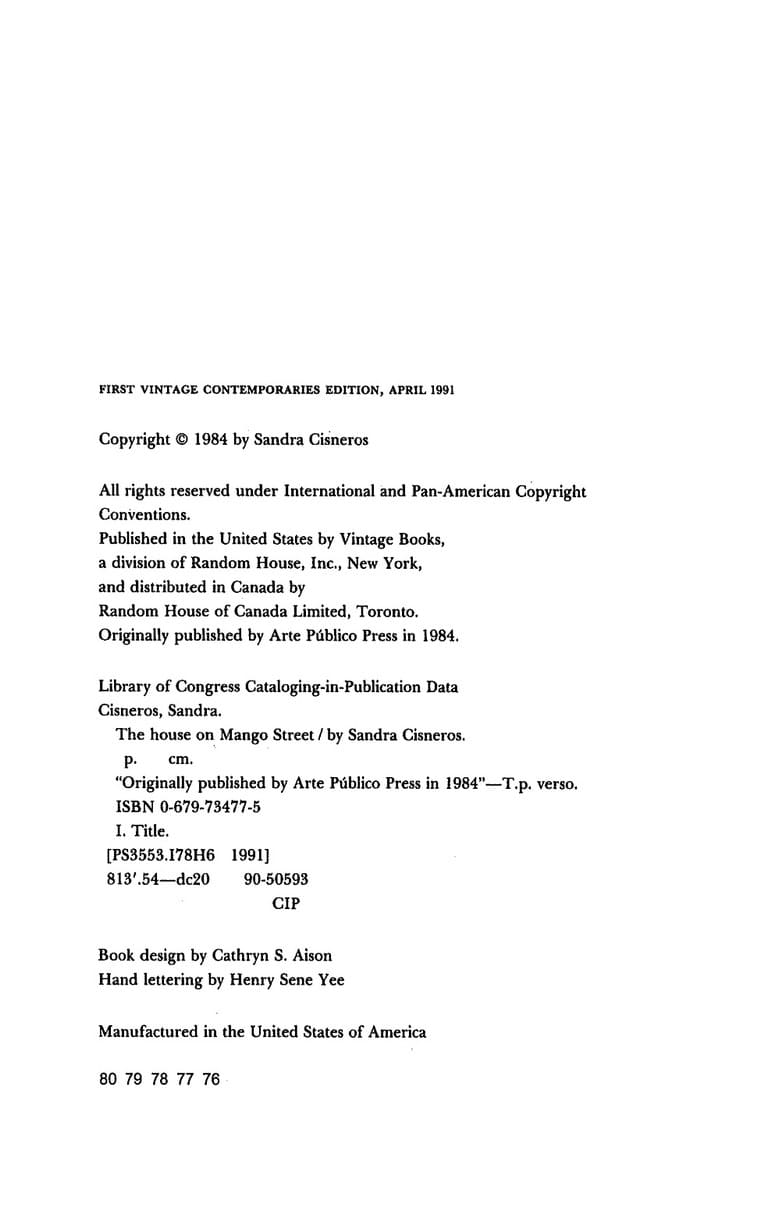 FIRST VINTAGE CONTEMPORARIES EDITION, APRIL 1991
Copyright © 1984 by Sandra Cisneros
All rights reserved under International and Pan-American Copyright
Conventions.
Published in the United States by Vintage Books,
a division of Random House, Inc., New York,
and distributed in Canada by
Random House of Canada Limited, Toronto.
Originally published by Arte Público Press in 1984.
Library of Congress Cataloging-in-Publication Data
Cisneros, Sandra.
The house on Mango Street / by Sandra Cisneros.
p. cm.
“Originally published by Arte Público Press in 1984”—T.p. verso.
ISBN 0-679-73477-5
I. Title.
[PS3553.I78H6 1991]
813′.54—dc20 90-50593
CIP
Book design by Cathryn S. Aison
Hand lettering by Henry Sene Yee
Manufactured in the United States of America
80 79 78 77 76